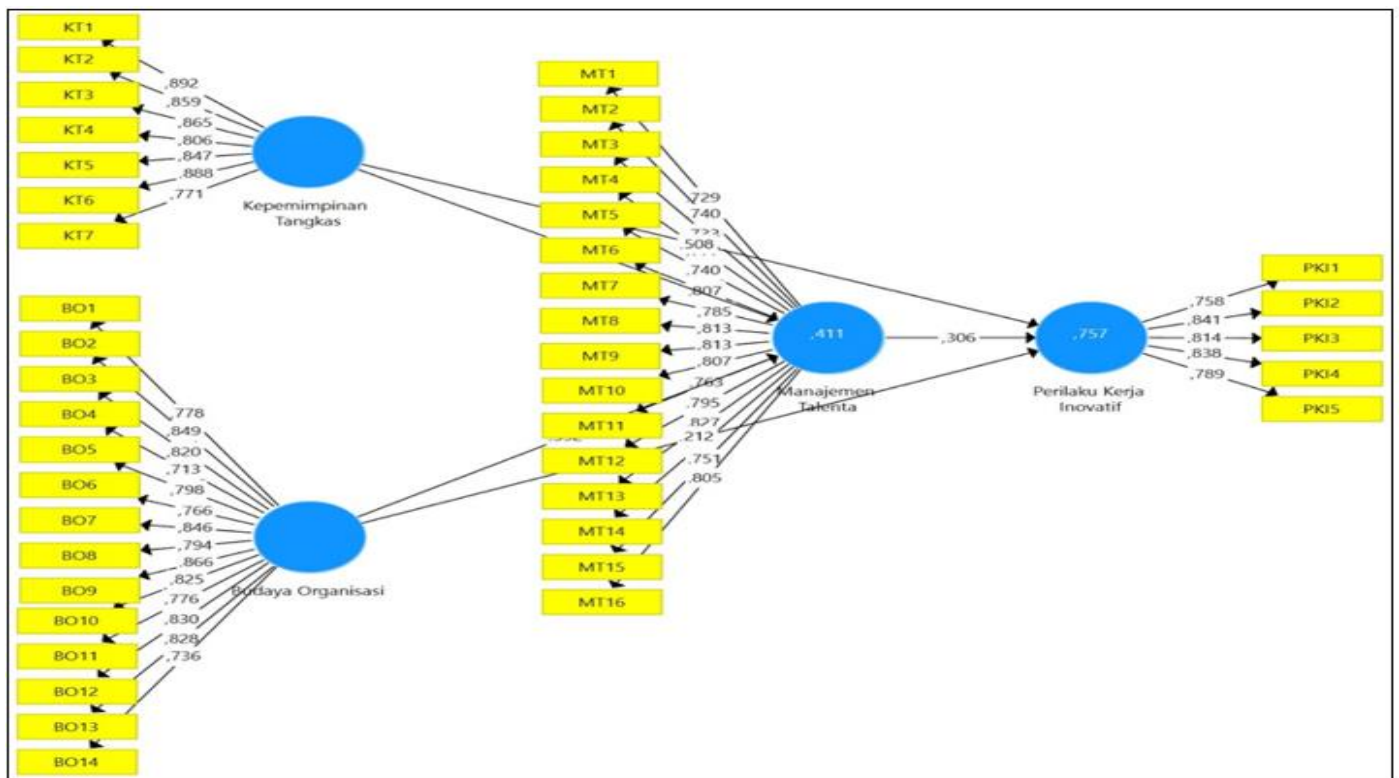 KT1
KT2
KT3
KT4
KT5
KT6
KT7
,892
,859
,865
,806
,847
,888
,771
Kepemimpinan
Tangkas
BO1
BO2
BO3
BO4
BO5
BO6
BO7
BO8
BO9
BO10
BO11
BO12
BO13
BO14
,778
,849
,820
,713
,798
,766
,846
,794
,866
,825
,776
,830
,828
,736
Budaya Organisasi
MT1
MT2
MT3
MT4
MT5
MT6
MT7
MT8
MT9
MT10
MT11
MT12
MT13
MT14
MT15
MT16
,729
,740
,508
,740
,807
,785
,813
,813
,807
,763
,795
,827
,212
,751
,805
,411
Manajemen
Talenta
,306
,757
Perilaku Kerja
Inovatif
,758
,841
,814
,838
,789
PKI1
PKI2
PKI3
PKI4
PKI5